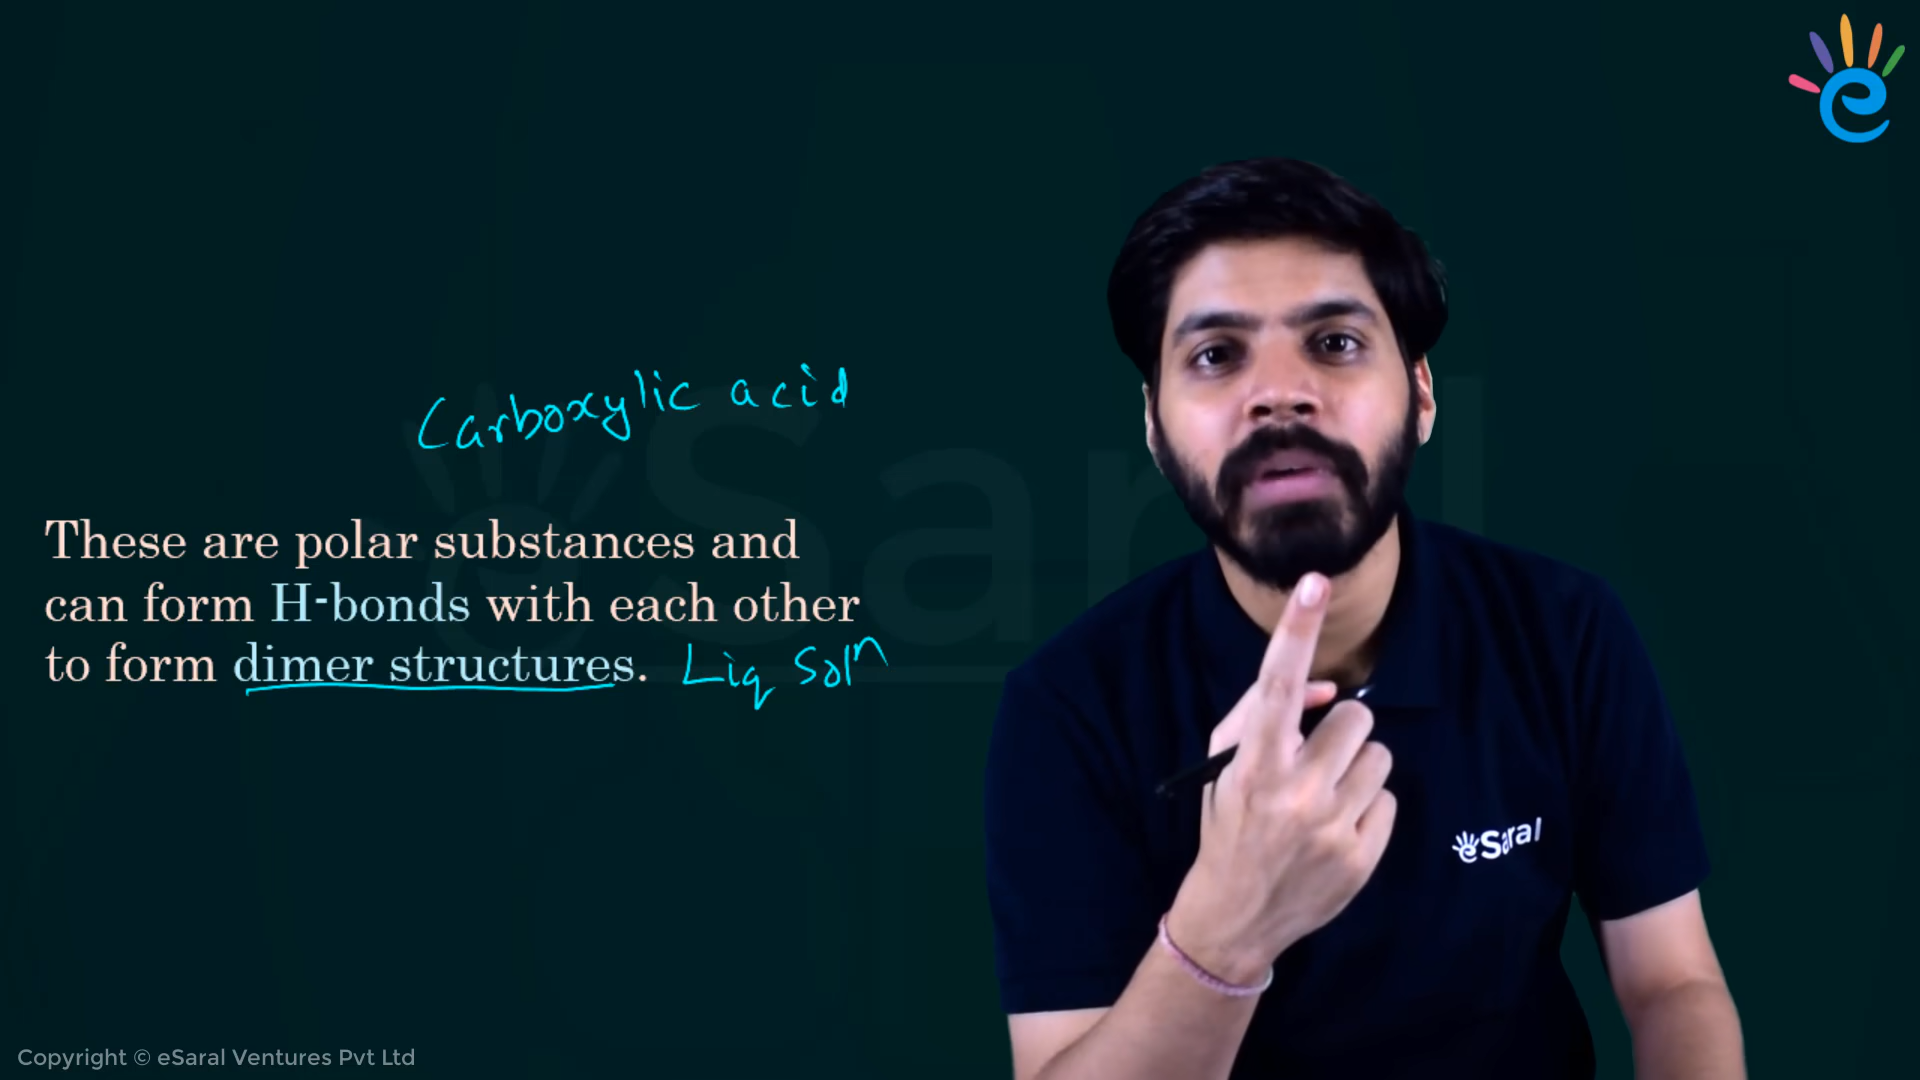 Carboxylic acid
These are polar substances and
can form H-bonds with each other
to form dimer structures. Liq Solⁿ
eSaral
eSaral
Copyright © eSaral Ventures Pvt Ltd